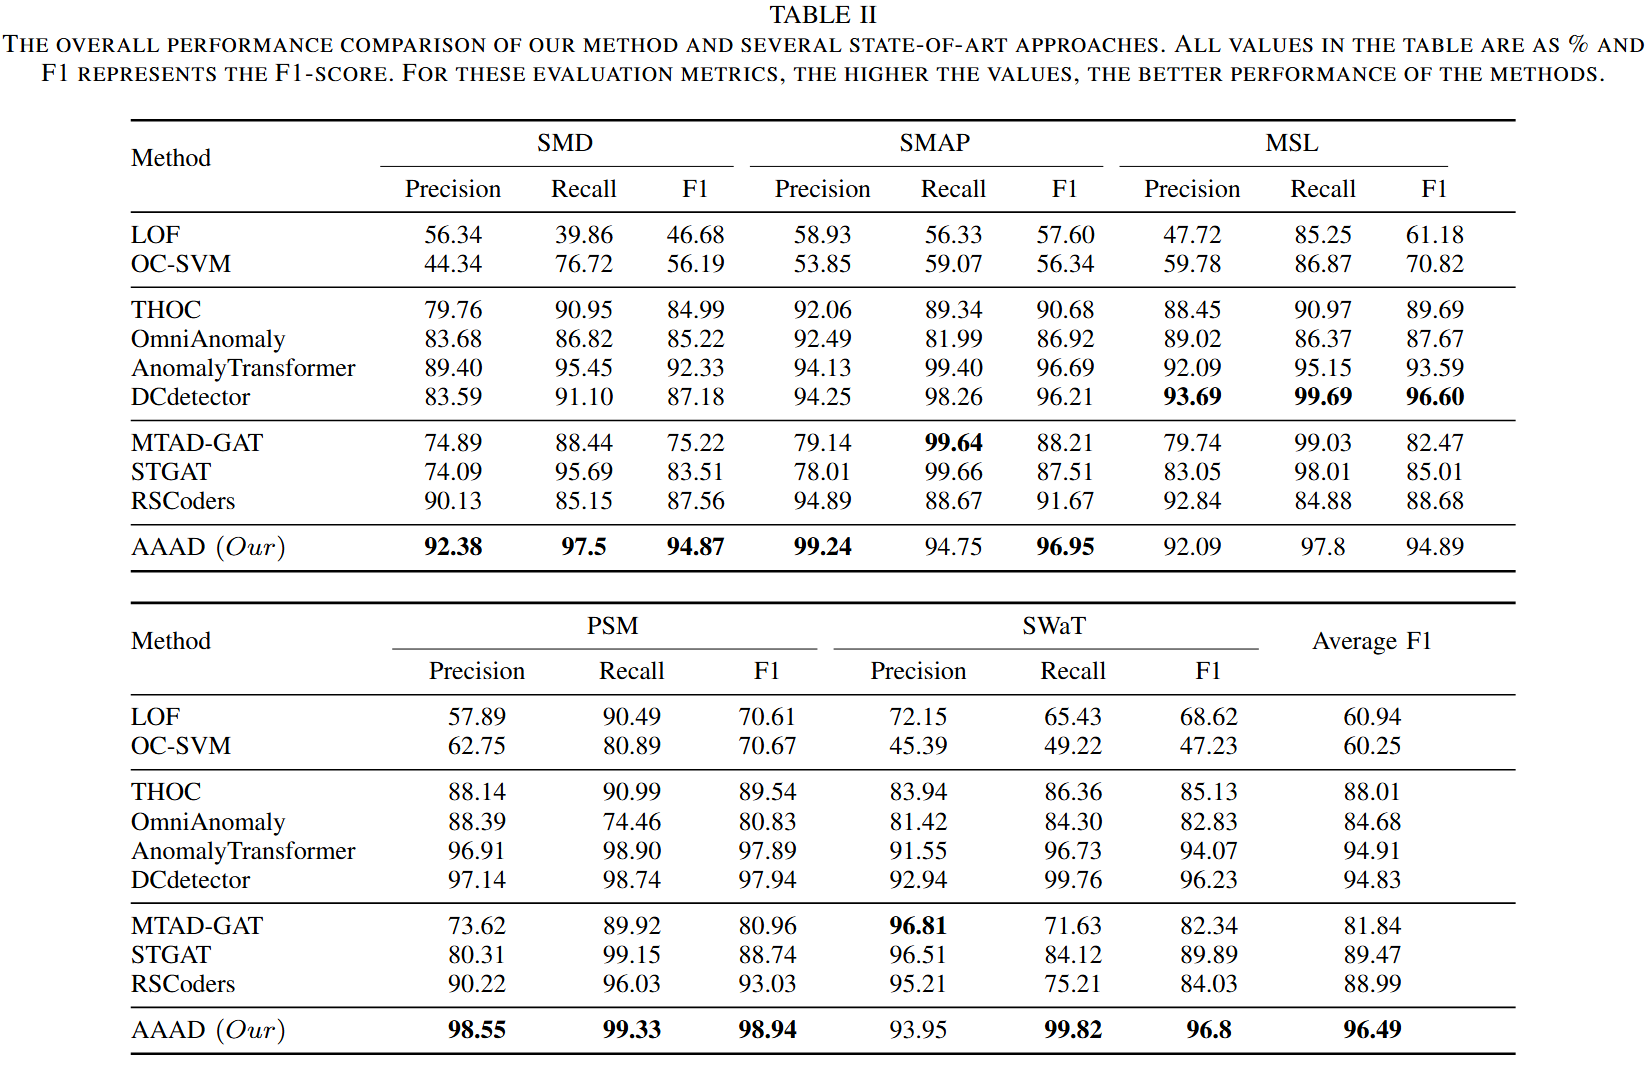 TABLE II
THE OVERALL PERFORMANCE COMPARISON OF OUR METHOD AND SEVERAL STATE-OF-ART APPROACHES. ALL VALUES IN THE TABLE ARE AS % AND
F1 REPRESENTS THE F1-SCORE. FOR THESE EVALUATION METRICS, THE HIGHER THE VALUES, THE BETTER PERFORMANCE OF THE METHODS.
Method SMD SMAP MSL
Precision Recall F1 Precision Recall F1 Precision Recall F1
LOF 56.34 39.86 46.68 58.93 56.33 57.60 47.72 85.25 61.18
OC-SVM 44.34 76.72 56.19 53.85 59.07 56.34 59.78 86.87 70.82
THOC 79.76 90.95 84.99 92.06 89.34 90.68 88.45 90.97 89.69
OmniAnomaly 83.68 86.82 85.22 92.49 81.99 86.92 89.02 86.37 87.67
AnomalyTransformer 89.40 95.45 92.33 94.13 99.40 96.69 92.09 95.15 93.59
DCdetector 83.59 91.10 87.18 94.25 98.26 96.21 93.69 99.69 96.60
MTAD-GAT 74.89 88.44 75.22 79.14 99.64 88.21 79.74 99.03 82.47
STGAT 74.09 95.69 83.51 78.01 99.66 87.51 83.05 98.01 85.01
RSCoders 90.13 85.15 87.56 94.89 88.67 91.67 92.84 84.88 88.68
AAAD (Our) 92.38 97.5 94.87 99.24 94.75 96.95 92.09 97.8 94.89
Method PSM SWaT Average F1
Precision Recall F1 Precision Recall F1
LOF 57.89 90.49 70.61 72.15 65.43 68.62 60.94
OC-SVM 62.75 80.89 70.67 45.39 49.22 47.23 60.25
THOC 88.14 90.99 89.54 83.94 86.36 85.13 88.01
OmniAnomaly 88.39 74.46 80.83 81.42 84.30 82.83 84.68
AnomalyTransformer 96.91 98.90 97.89 91.55 96.73 94.07 94.91
DCdetector 97.14 98.74 97.94 92.94 99.76 96.23 94.83
MTAD-GAT 73.62 89.92 80.96 96.81 71.63 82.34 81.84
STGAT 80.31 99.15 88.74 96.51 84.12 89.89 89.47
RSCoders 90.22 96.03 93.03 95.21 75.21 84.03 88.99
AAAD (Our) 98.55 99.33 98.94 93.95 99.82 96.8 96.49